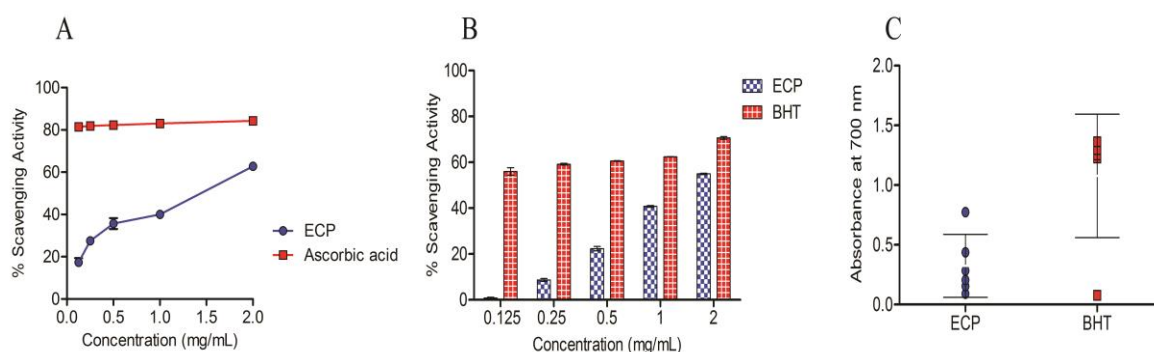 A
% Scavenging Activity
100
80
60
40
20
0
0.0 0.5 1.0 1.5 2.0
Concentration (mg/mL)
ECP
Ascorbic acid
B
% Scavenging Activity
100
80
60
40
20
0
0.125 0.25 0.5 1 2
Concentration (mg/mL)
ECP
BHT
C
Absorbance at 700 nm
2.0
1.5
1.0
0.5
0.0
ECP BHT